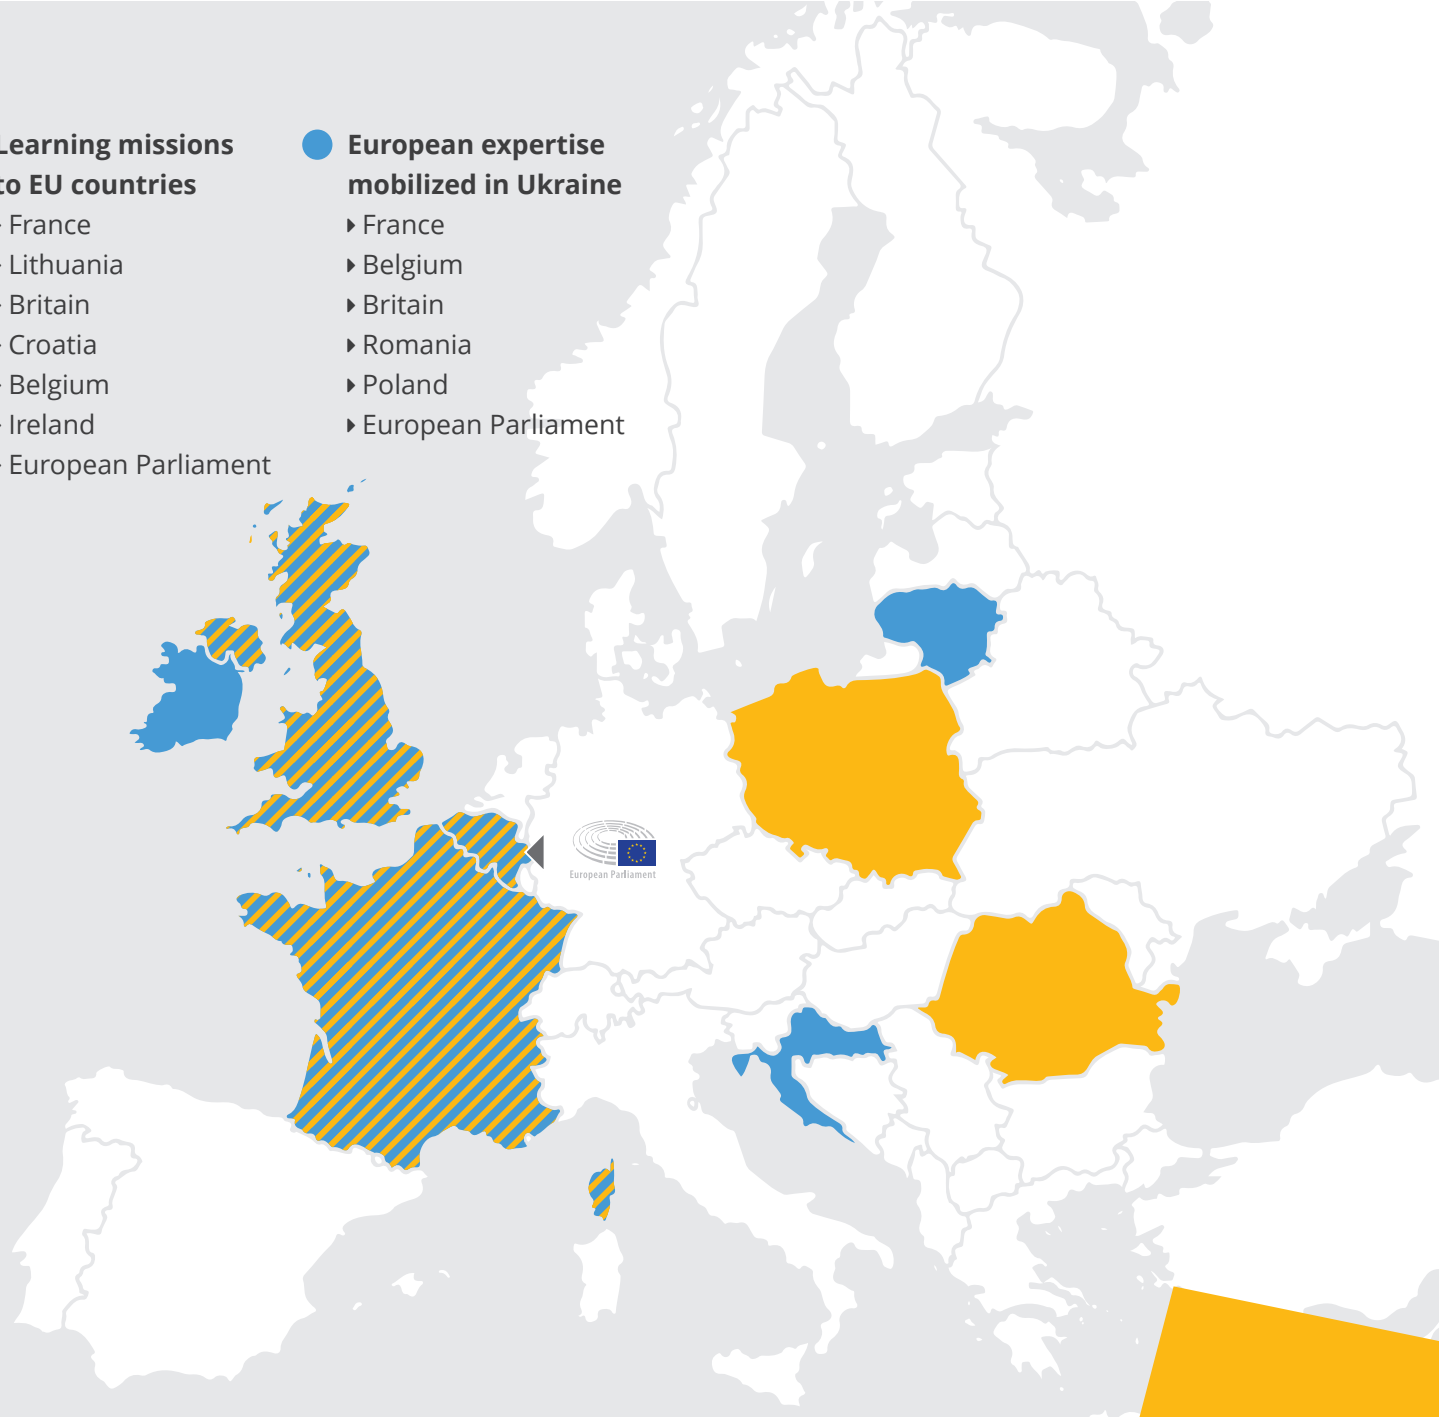 Learning missions
to EU countries
France
Lithuania
Britain
Croatia
Belgium
Ireland
European Parliament
European expertise
mobilized in Ukraine
France
Belgium
Britain
Romania
Poland
European Parliament
European Parliament